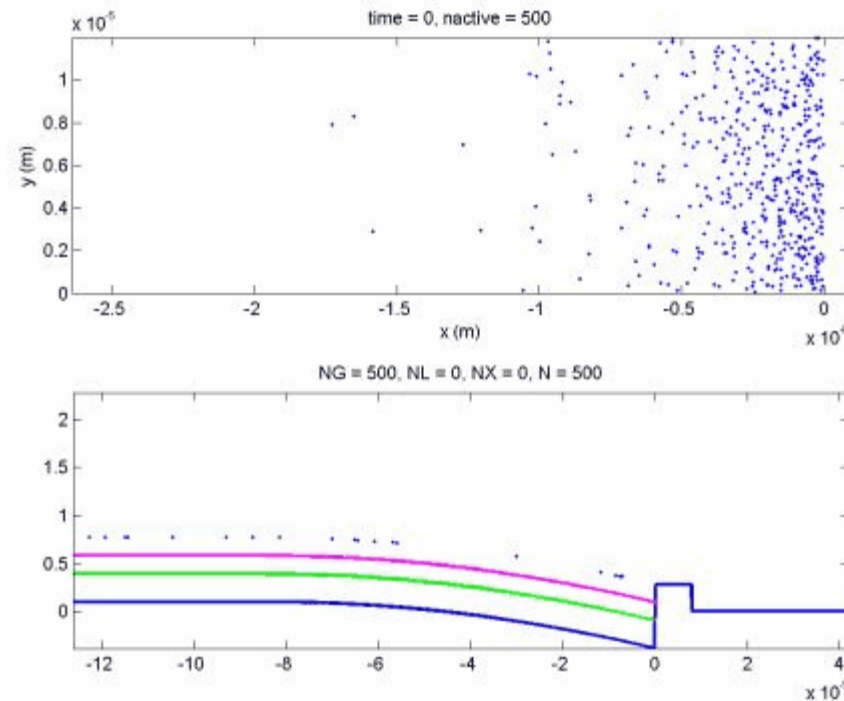 x 10^-5
time = 0, nactive = 500
1
0.8
0.6
0.4
0.2
0
y (m)
-2.5 -2 -1.5 -1 -0.5 0
x (m)
NG = 500, NL = 0, NX = 0, N = 500
2
1.5
1
0.5
0
-12 -10 -8 -6 -4 -2 0 2 4